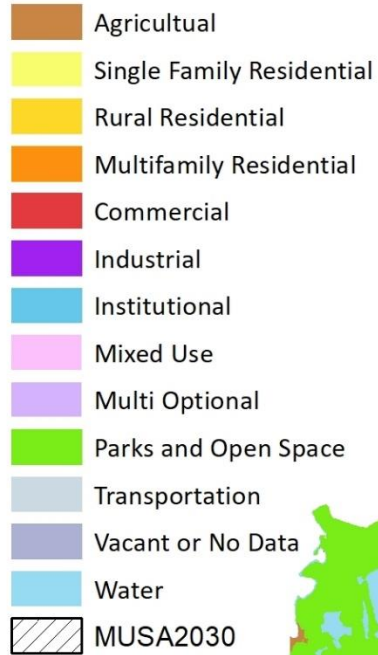 Agricultual
Single Family Residential
Rural Residential
Multifamily Residential
Commercial
Industrial
Institutional
Mixed Use
Multi Optional
Parks and Open Space
Transportation
Vacant or No Data
Water
MUSA2030